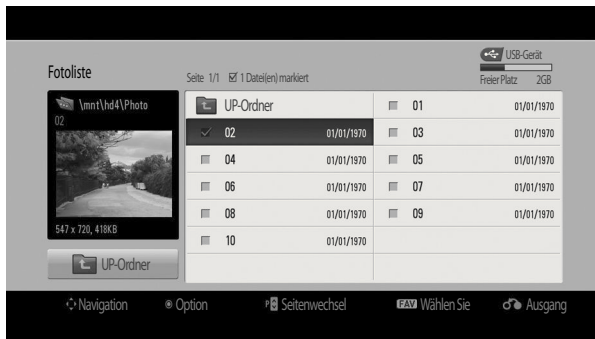 Fotoliste
Seite 1/1 1 Datei(en) markiert
USB-Gerät
Freier Platz 2GB
\mnt\hd4\Photo
02
547 x 720, 418KB
UP-Ordner
UP-Ordner
01 01/01/1970
02 01/01/1970
03 01/01/1970
04 01/01/1970
05 01/01/1970
06 01/01/1970
07 01/01/1970
08 01/01/1970
09 01/01/1970
10 01/01/1970
Navigation Option P Seitenwechsel FAV Wählen Sie Ausgang